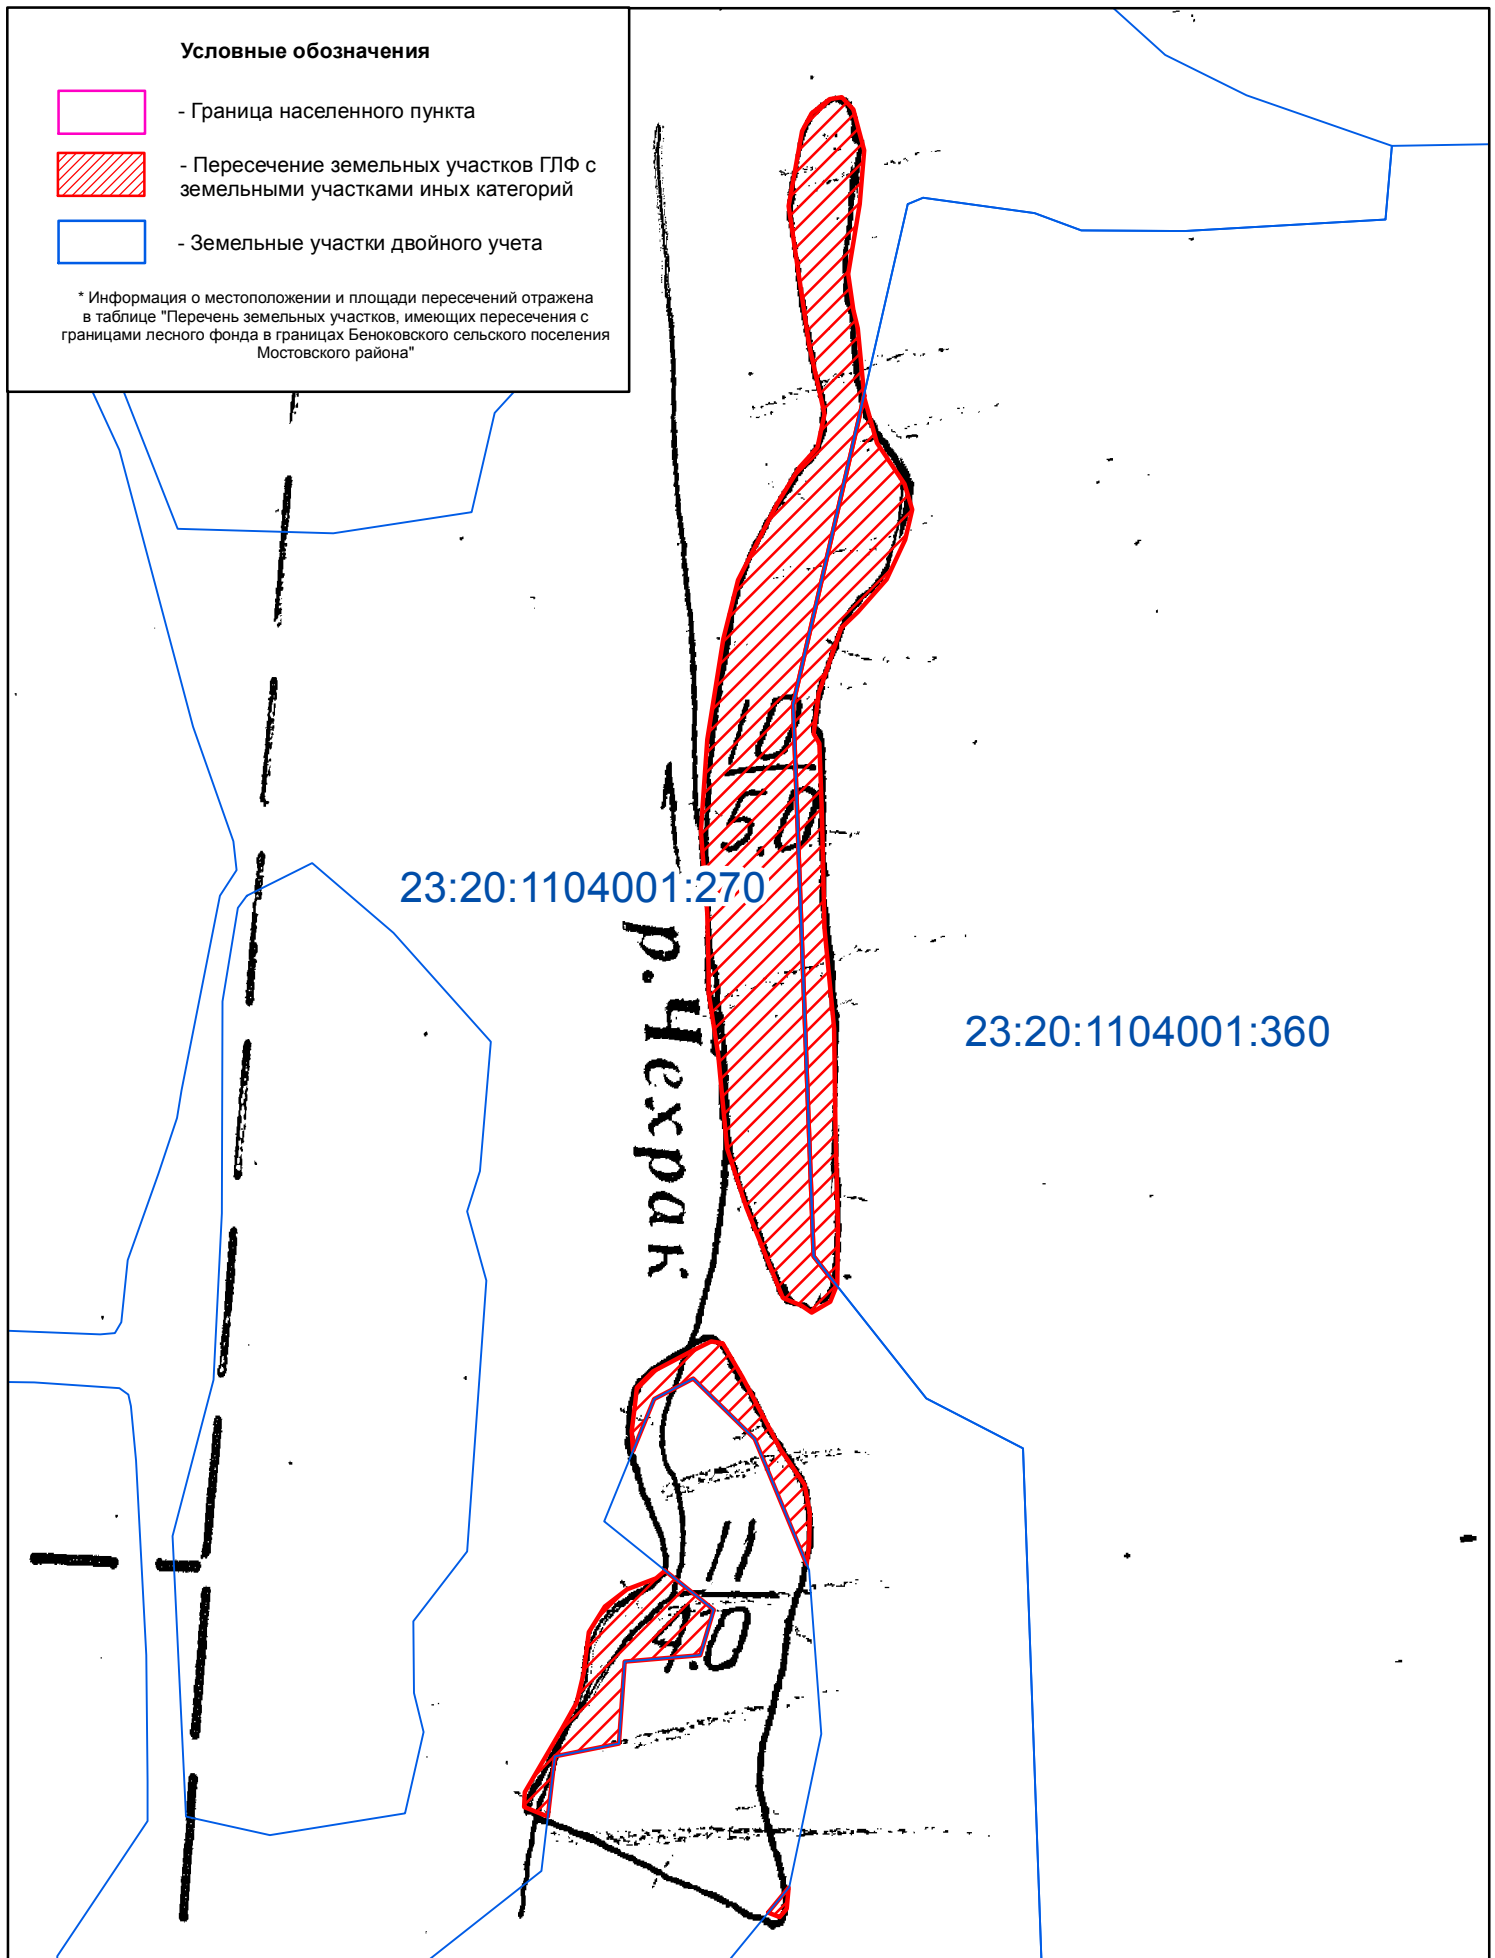 Условные обозначения
- Граница населенного пункта
- Пересечение земельных участков ГЛФ с
земельными участками иных категорий
- Земельные участки двойного учета
* Информация о местоположении и площади пересечений отражена
в таблице "Перечень земельных участков, имеющих пересечения с
границами лесного фонда в границах Беноковского сельского поселения
Мостовского района"
10
5.0
23:20:1104001:270
р. Чехрак
23:20:1104001:360
11
4.0